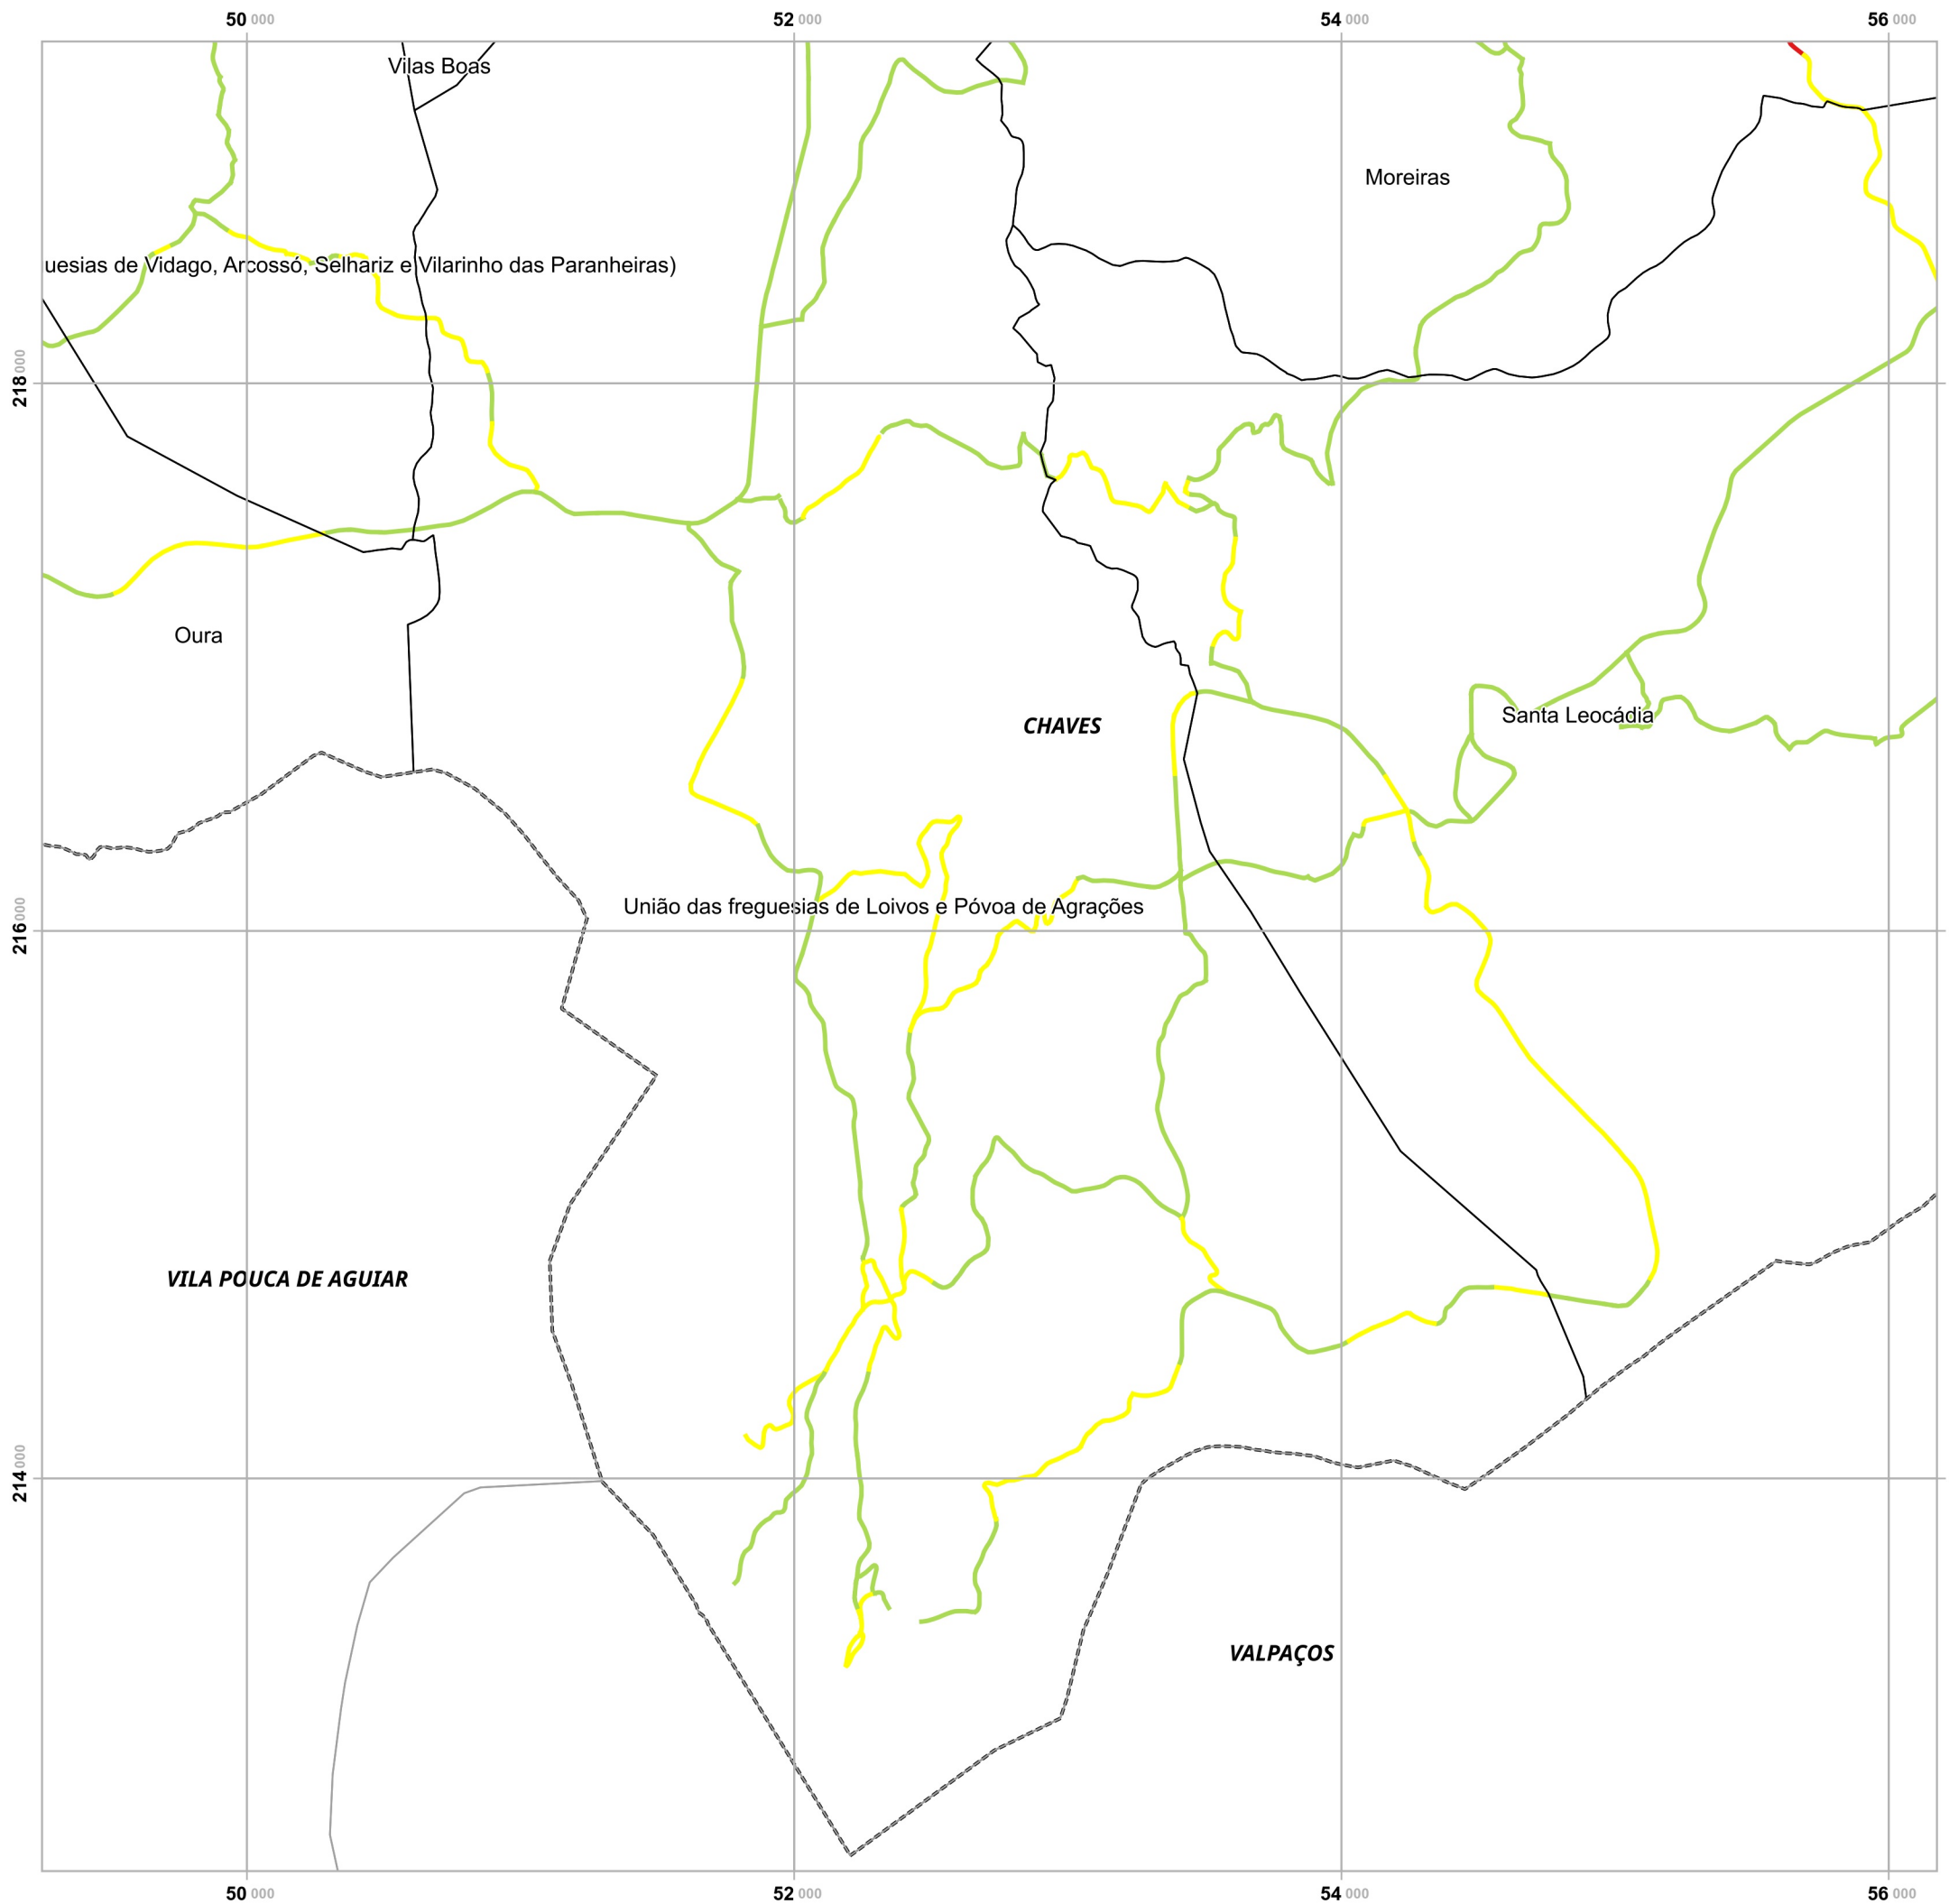 50 000 52 000 54 000 56 000
Vilas Boas
Moreiras
uesias de Vidago, Arcossó, Selhariz e Vilarinho das Paranheiras)
218 000
Oura
CHAVES
Santa Leocádia
União das freguesias de Loivos e Póvoa de Agrações
216 000
VILA POUCA DE AGUIAR
214 000
VALPAÇOS
50 000 52 000 54 000 56 000